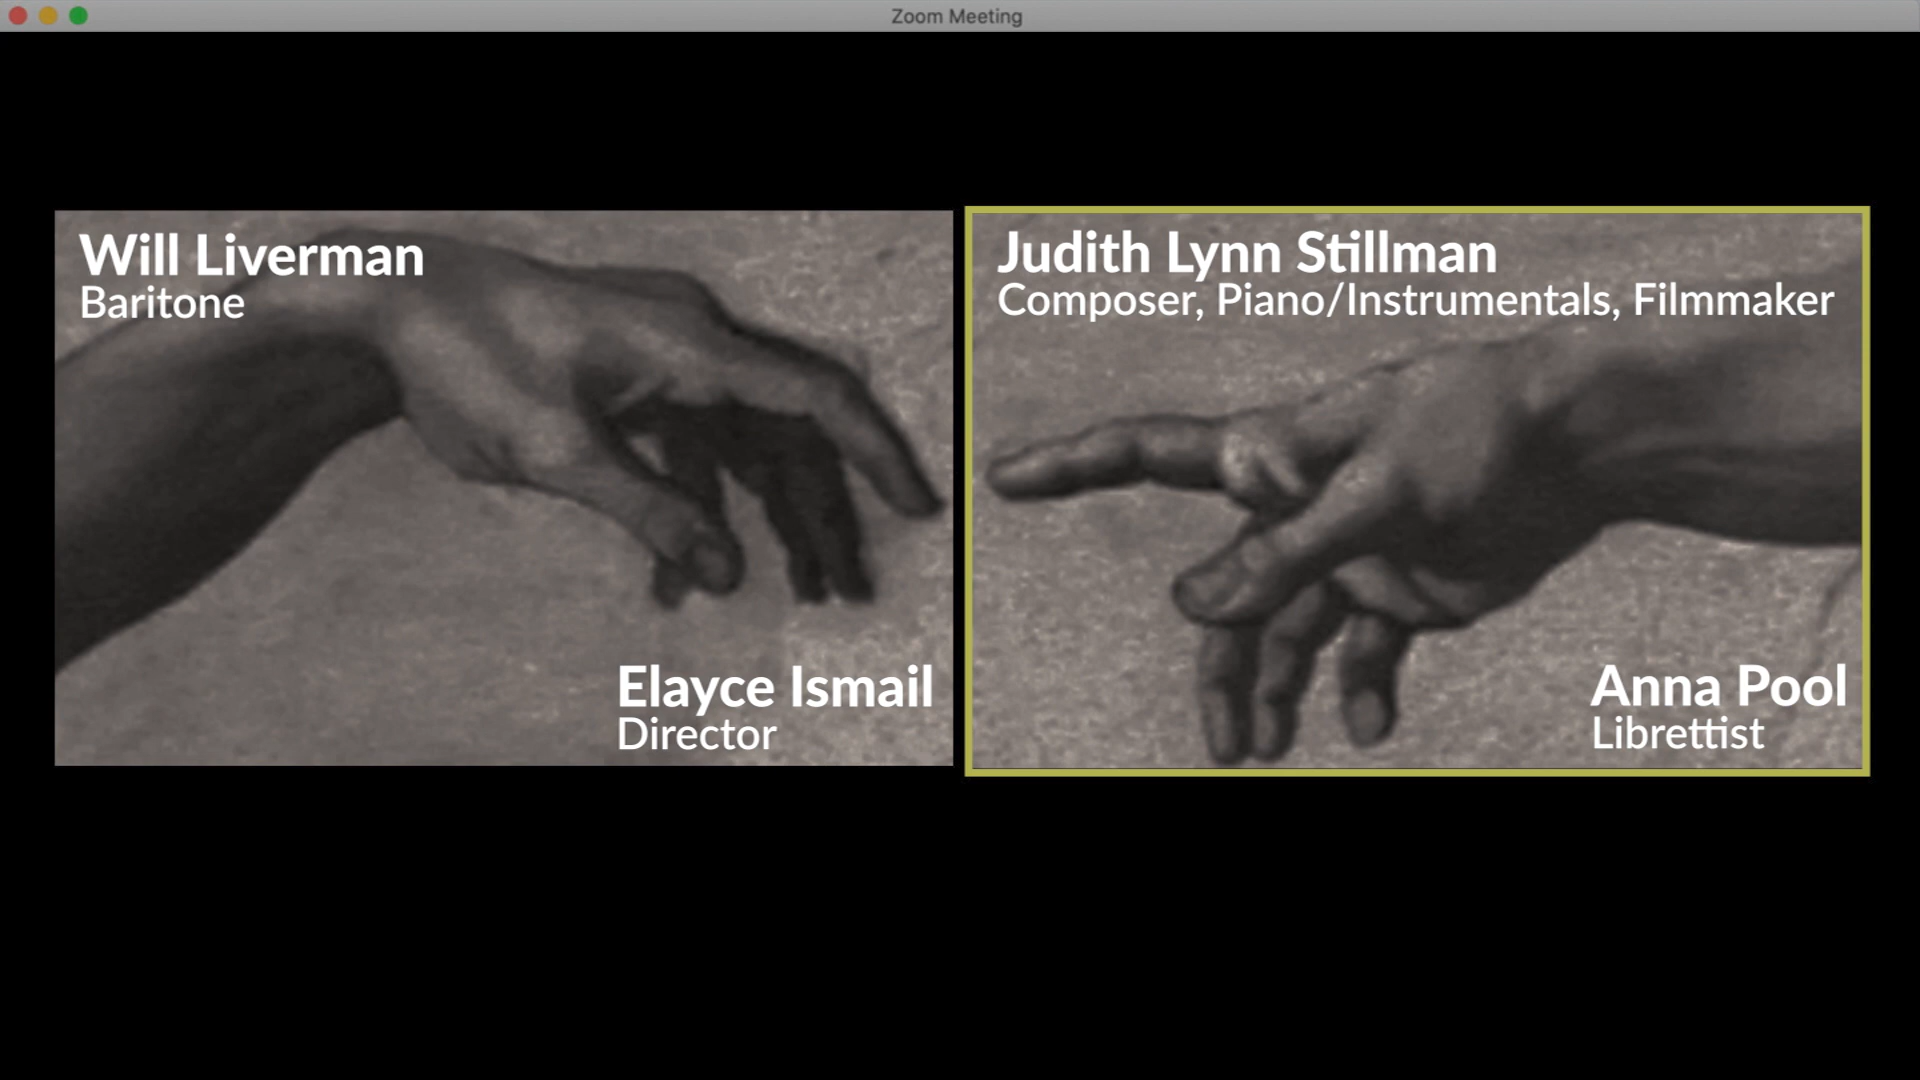 Zoom Meeting
Will Liverman
Baritone
Elayce Ismail
Director
Judith Lynn Stillman
Composer, Piano/Instrumentals, Filmmaker
Anna Pool
Librettist